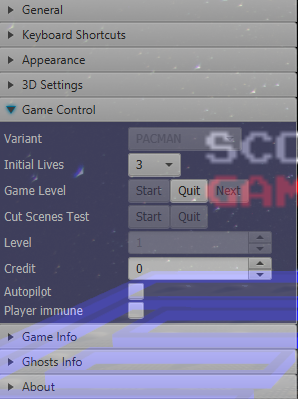 General
Keyboard Shortcuts
Appearance
3D Settings
Game Control
Variant PACMAN
Initial Lives 3
Game Level Start Quit Next
Cut Scenes Test Start Quit
Level 1
Credit 0
Autopilot
Player immune
Game Info
Ghosts Info
About
SCO
GAM